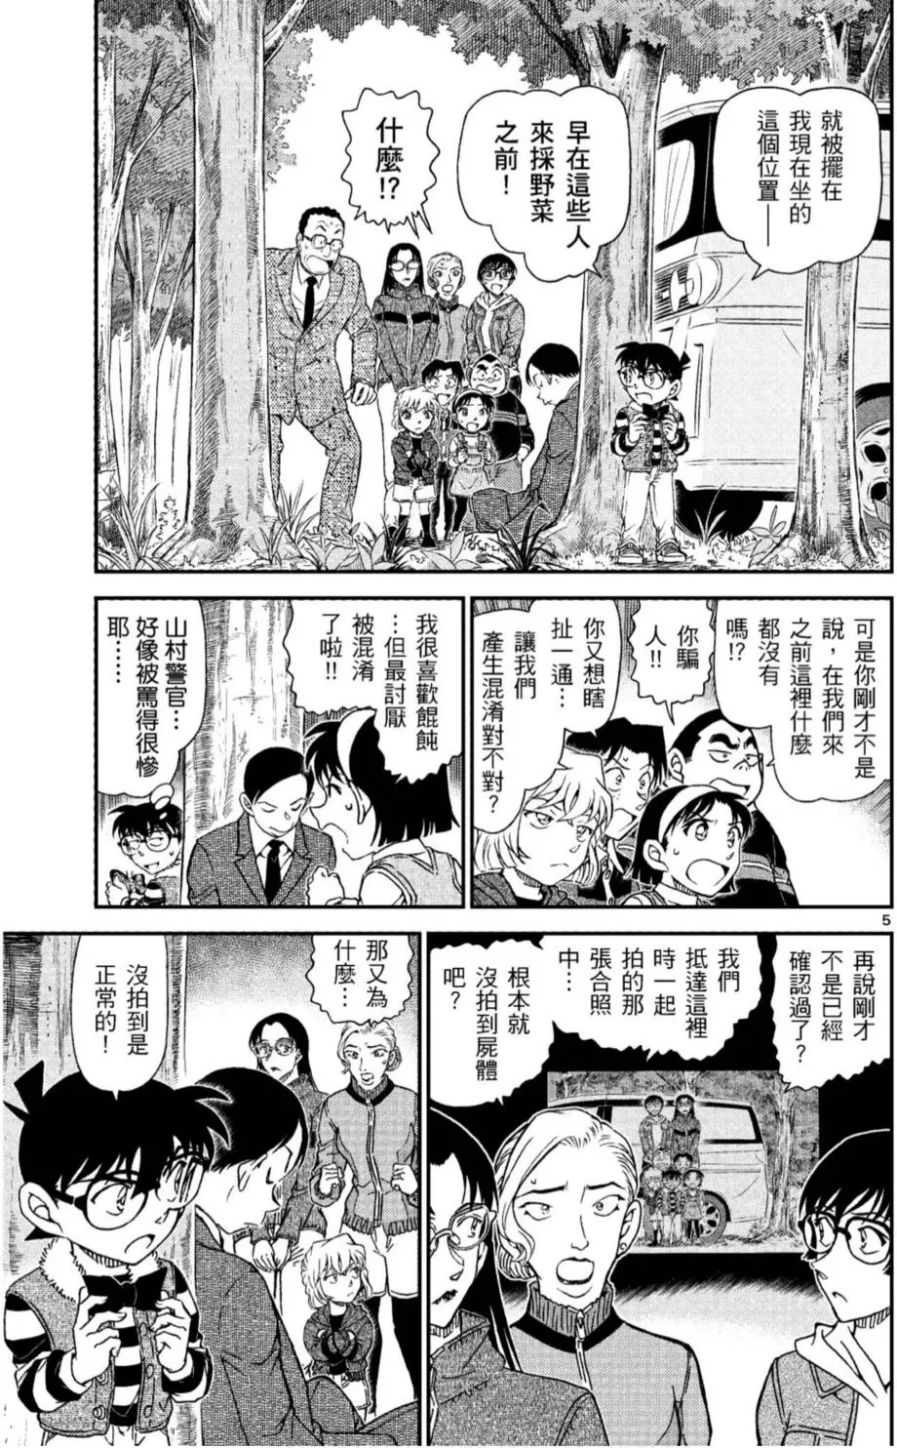 就被擺在
我現在坐的
這個位置——
早在這些人
來採野菜
之前！
什麼!?
可是你剛才不是
說，在我們來
之前這裡什麼
都沒有
嗎!?
你騙
人!!
你又想瞎
扯一通…
讓我們
產生混淆對不對？
我很喜歡餛飩
…但最討厭
被混淆
了啦!!
山村警官…
好像被罵得很慘
耶……
5
再說剛才
不是已經
確認過了？
我們
抵達這裡
時一起
拍的那
張合照
中…
根本就
沒拍到屍體
吧？
那又為
什麼…
沒拍到是
正常的！